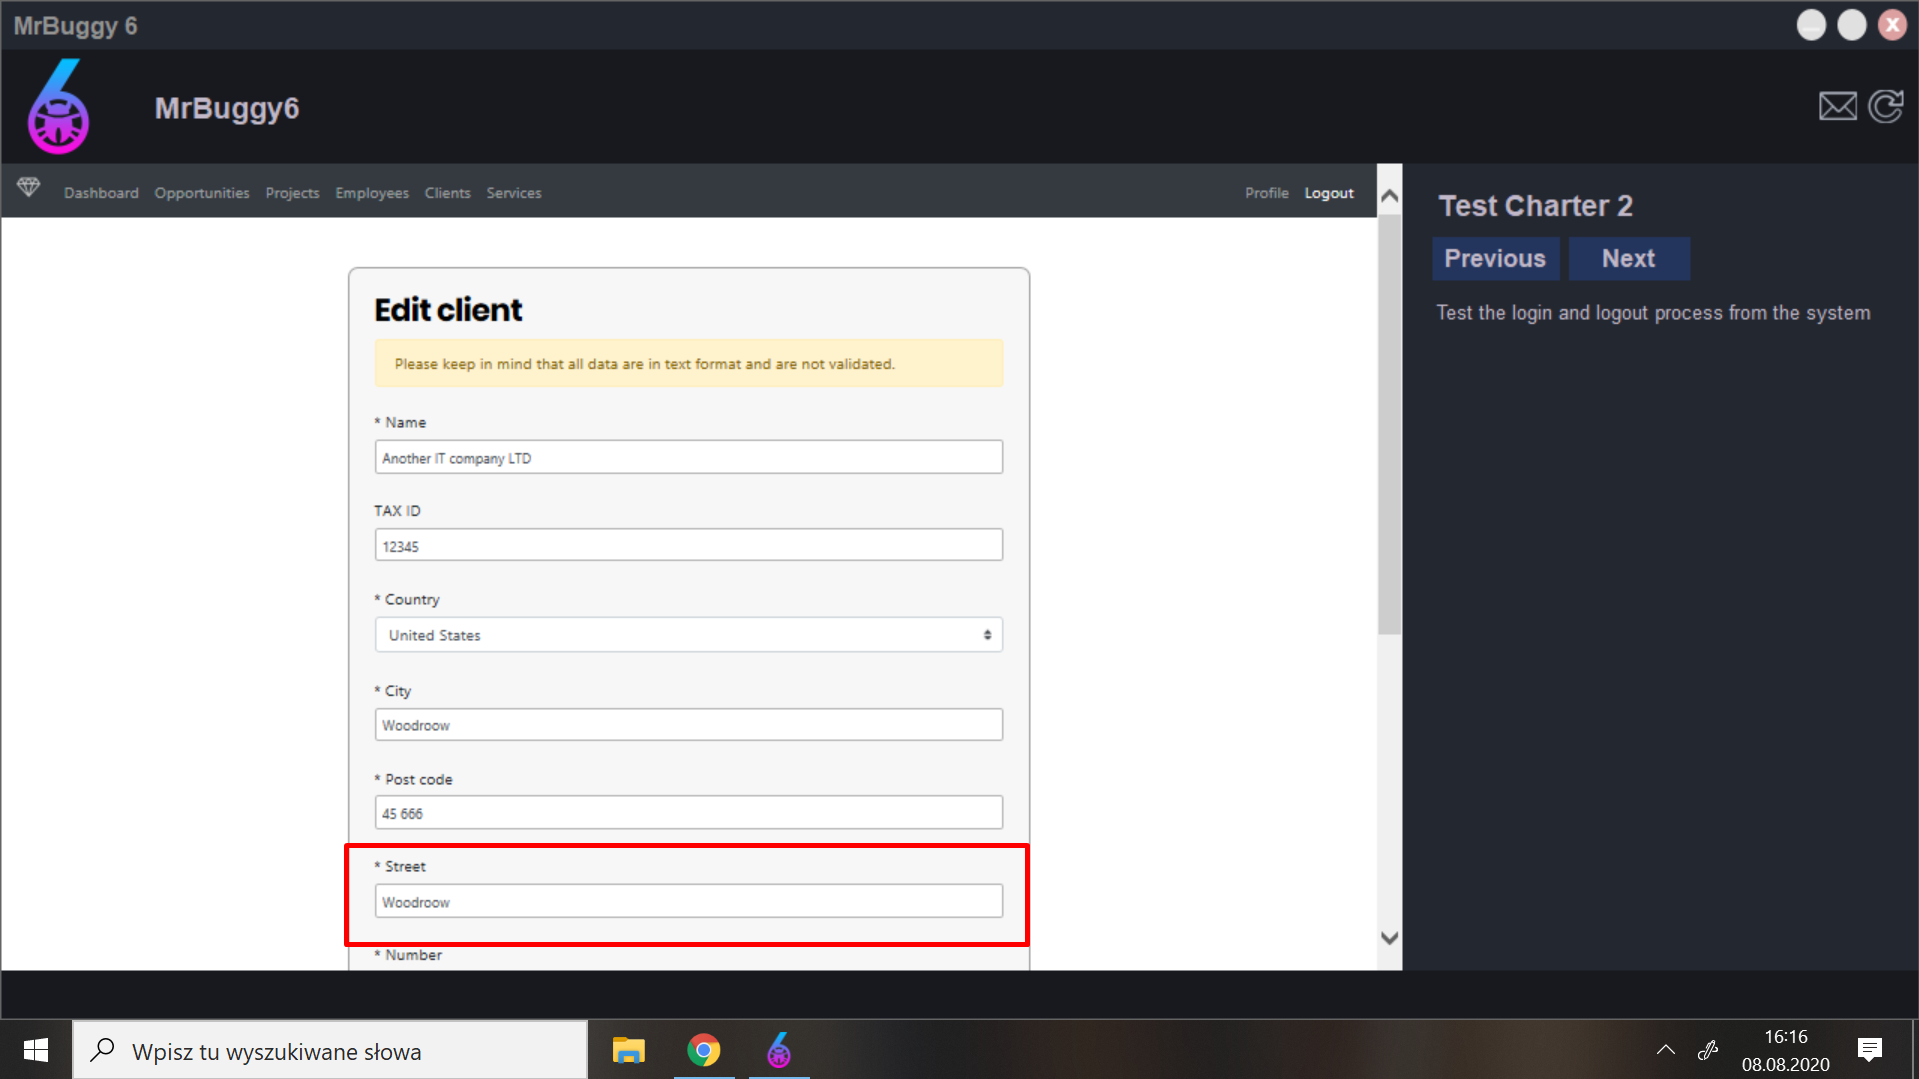 MrBuggy 6
MrBuggy6
Dashboard Opportunities Projects Employees Clients Services Profile Logout
Test Charter 2
Previous Next
Test the login and logout process from the system
Edit client
Please keep in mind that all data are in text format and are not validated.
* Name
Another IT company LTD
TAX ID
12345
* Country
United States
* City
Woodroow
* Post code
45 666
* Street
Woodroow
* Number
Wpisz tu wyszukiwane słowa
16:16
08.08.2020